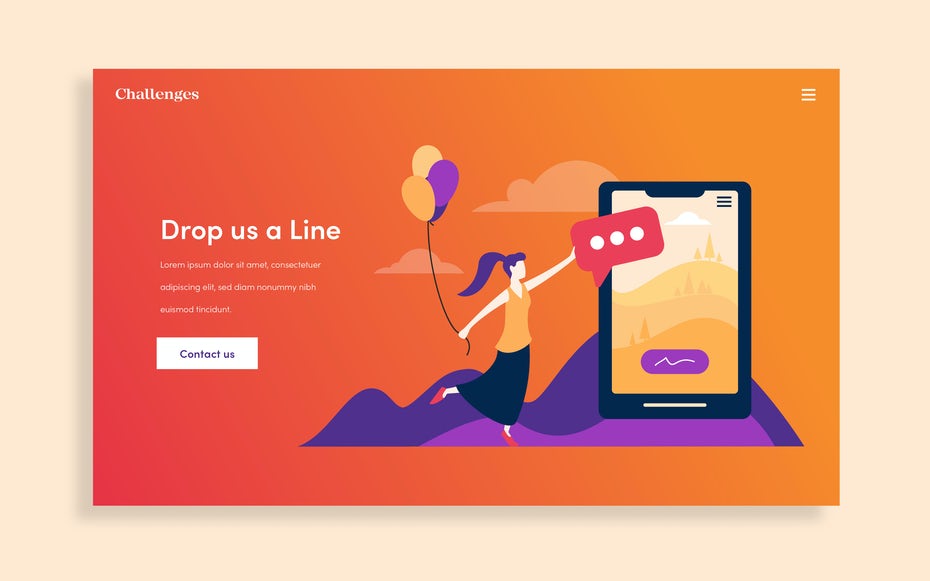 Challenges
Drop us a Line
Lorem ipsum dolor sit amet, consectetuer
adipiscing elit, sed diam nonummy nibh
euismod tincidunt.
Contact us